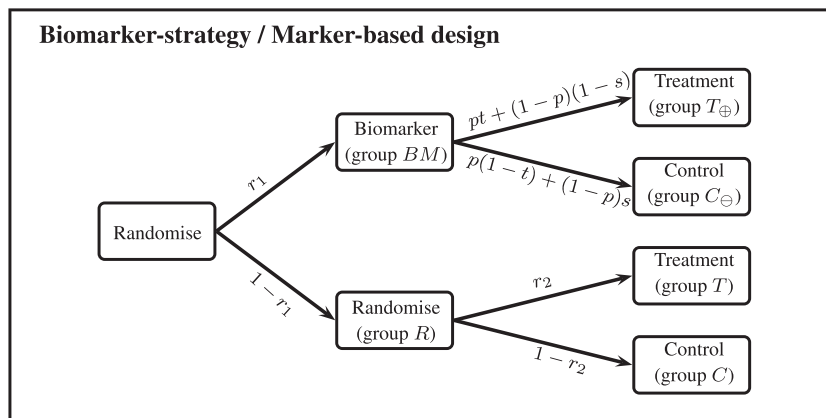 Biomarker-strategy / Marker-based design
Randomise
r₁
1 − r₁
Biomarker
(group BM)
pt + (1 − p)(1 − s)
p(1 − t) + (1 − p)s
Treatment
(group T⊕)
Control
(group C⊖)
Randomise
(group R)
r₂
1 − r₂
Treatment
(group T)
Control
(group C)